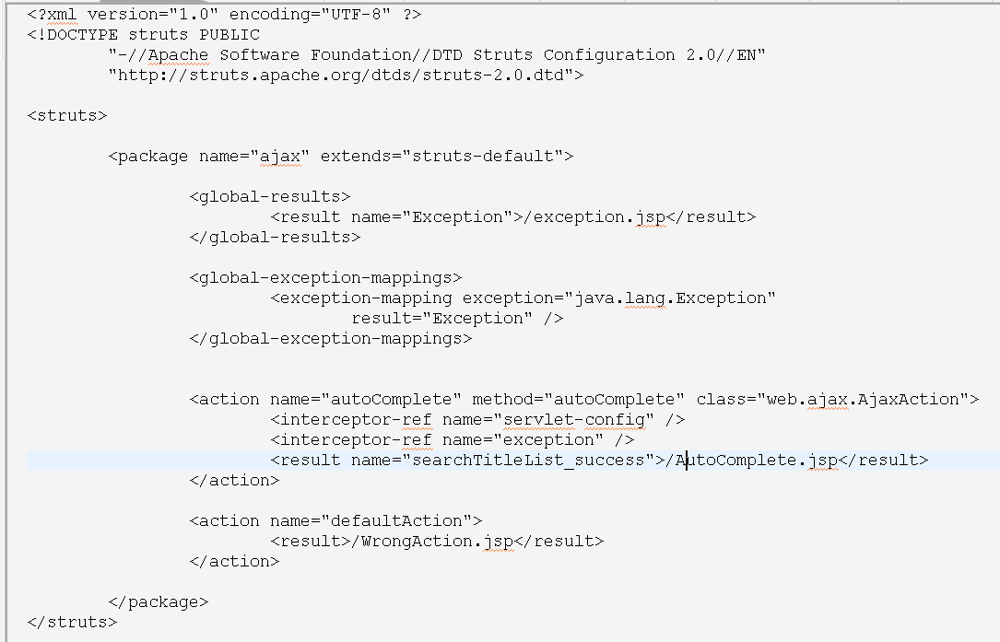 <?xml version="1.0" encoding="UTF-8" ?>
<!DOCTYPE struts PUBLIC
"-//Apache Software Foundation//DTD Struts Configuration 2.0//EN"
"http://struts.apache.org/dtds/struts-2.0.dtd">
<struts>
<package name="ajax" extends="struts-default">
<global-results>
<result name="Exception">/exception.jsp</result>
</global-results>
<global-exception-mappings>
<exception-mapping exception="java.lang.Exception"
result="Exception" />
</global-exception-mappings>
<action name="autoComplete" method="autoComplete" class="web.ajax.AjaxAction">
<interceptor-ref name="servlet-config" />
<interceptor-ref name="exception" />
<result name="searchTitleList_success">/AutoComplete.jsp</result>
</action>
<action name="defaultAction">
<result>/WrongAction.jsp</result>
</action>
</package>
</struts>